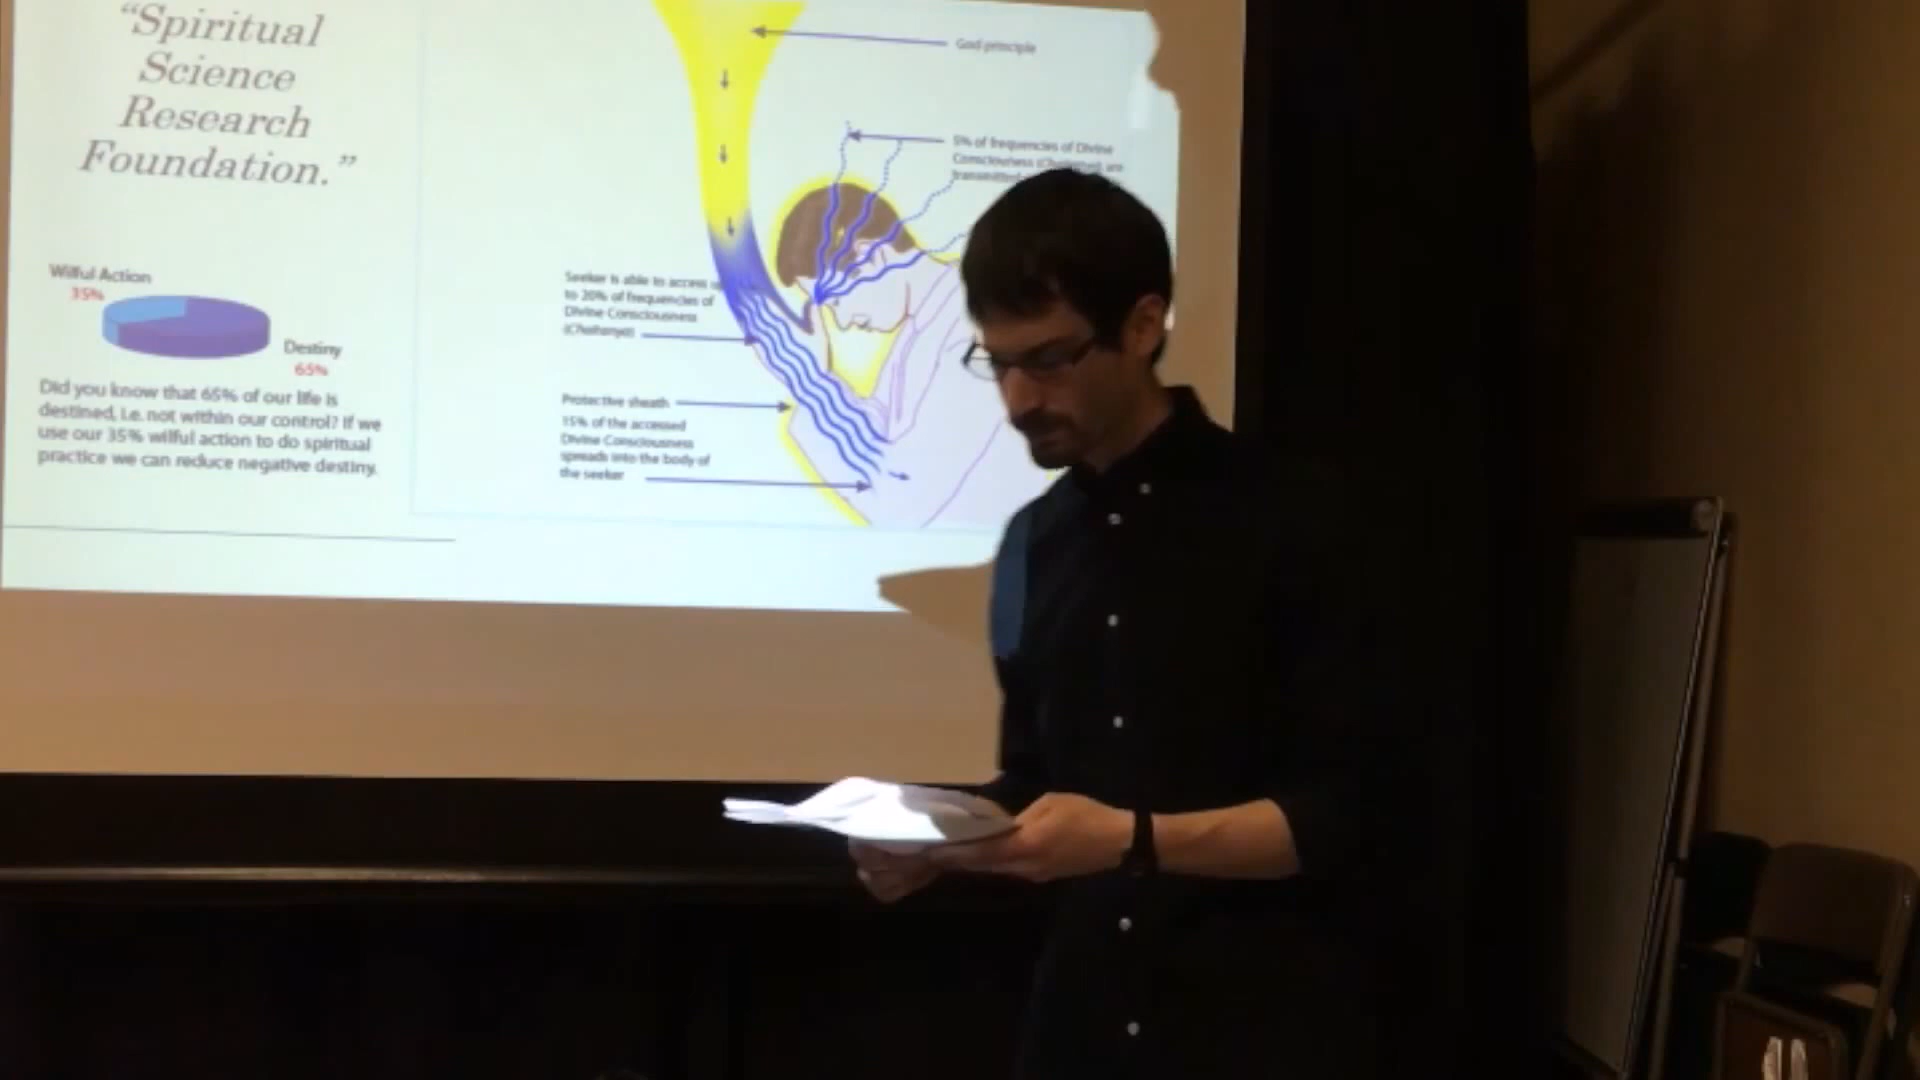 “Spiritual
Science
Research
Foundation.”
Wilful Action
35%
Destiny
65%
Did you know that 65% of our life is
destined, i.e. not within our control? If we
use our 35% wilful action to do spiritual
practice we can reduce negative destiny.
God principle
5% of frequencies of Divine
Consciousness (Chaitanya) are
transmitted
Seeker is able to access
to 20% of frequencies of
Divine Consciousness
(Chaitanya)
Protective sheath
15% of the accessed
Divine Consciousness
spreads into the body of
the seeker